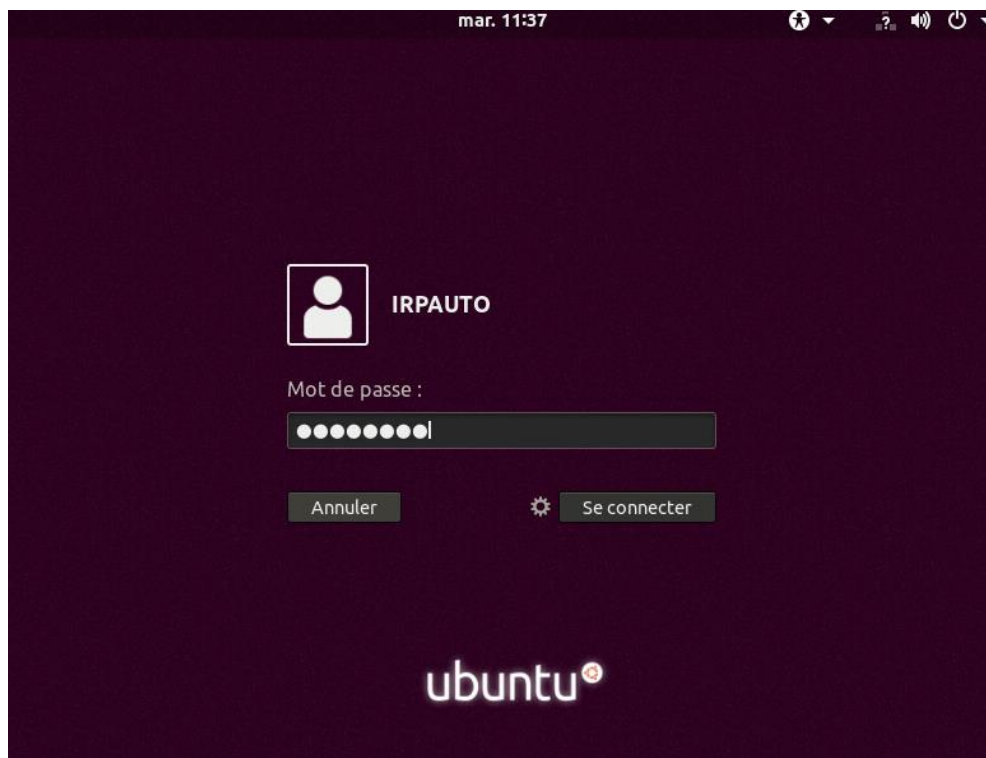 mar. 11:37
?
IRPAUTO
Mot de passe :
Annuler
Se connecter
ubuntu